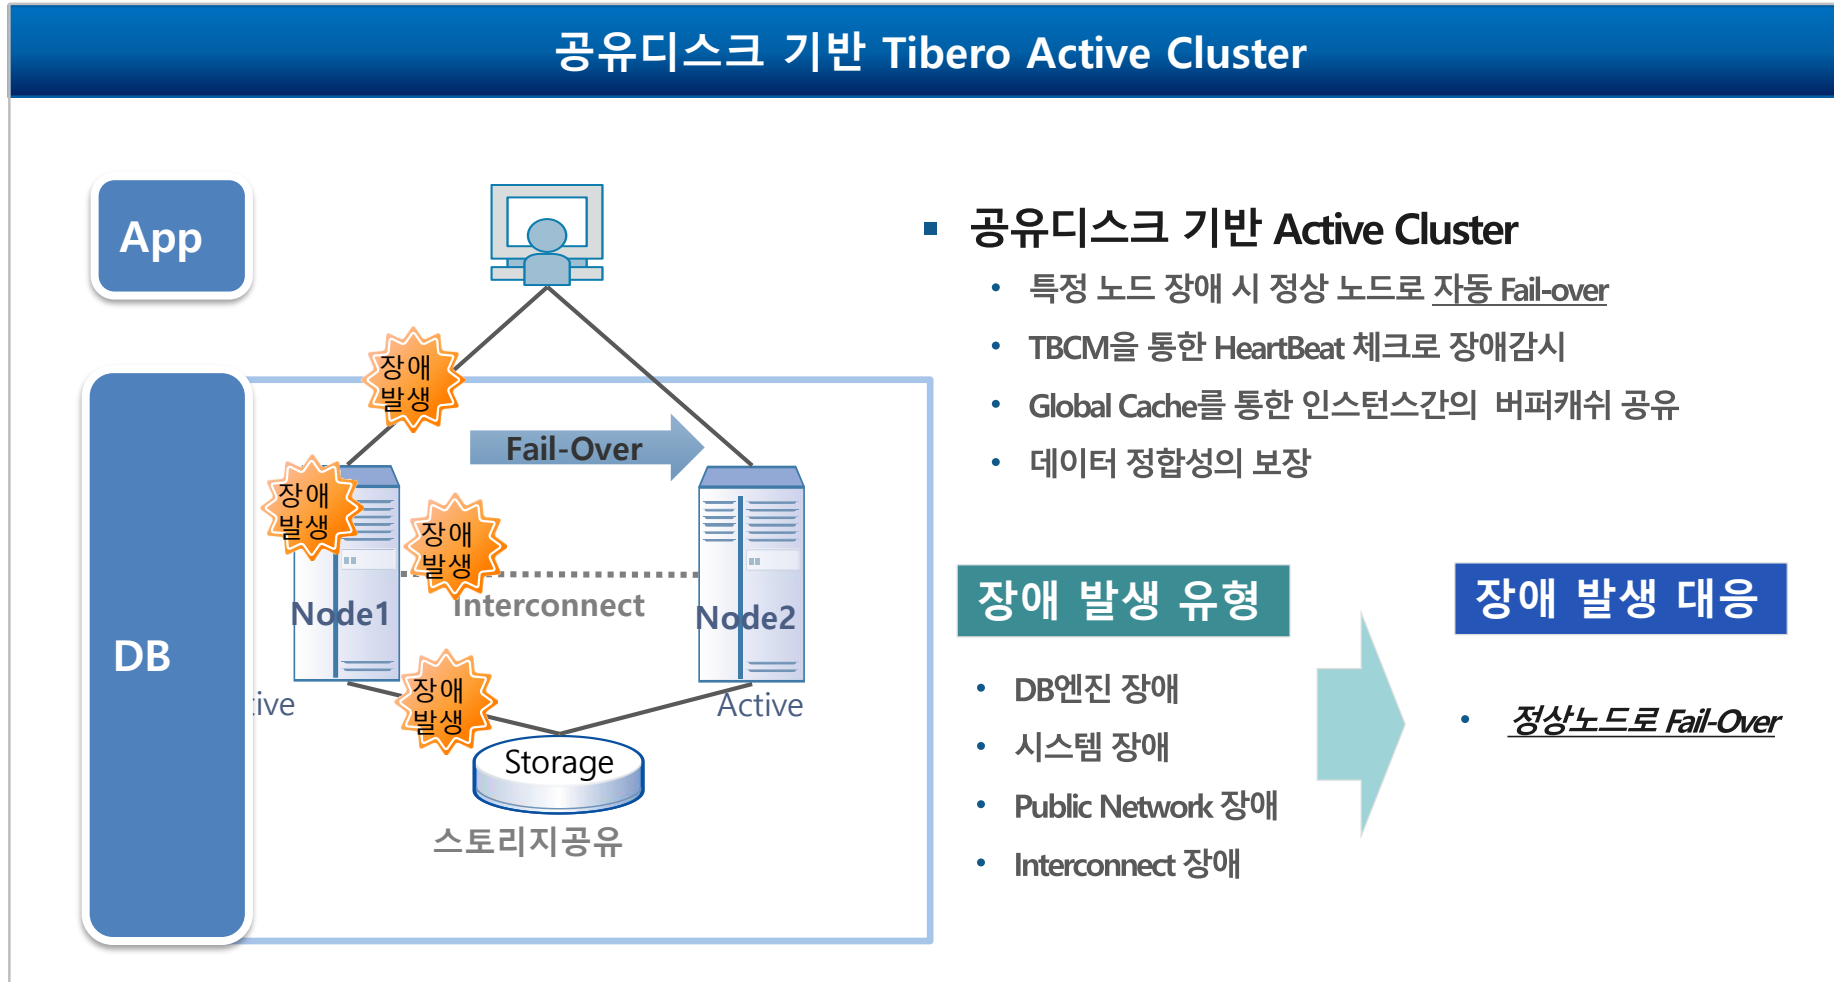 공유디스크 기반 Tibero Active Cluster
App
DB
장애
발생
Fail-Over
장애
발생
장애
발생
Interconnect
Node1
Node2
장애
발생
ive
Active
Storage
스토리지공유
▪ 공유디스크 기반 Active Cluster
• 특정 노드 장애 시 정상 노드로 자동 Fail-over
• TBCM을 통한 HeartBeat 체크로 장애감시
• Global Cache를 통한 인스턴스간의 버퍼캐쉬 공유
• 데이터 정합성의 보장
장애 발생 유형
• DB엔진 장애
• 시스템 장애
• Public Network 장애
• Interconnect 장애
장애 발생 대응
• 정상노드로 Fail-Over